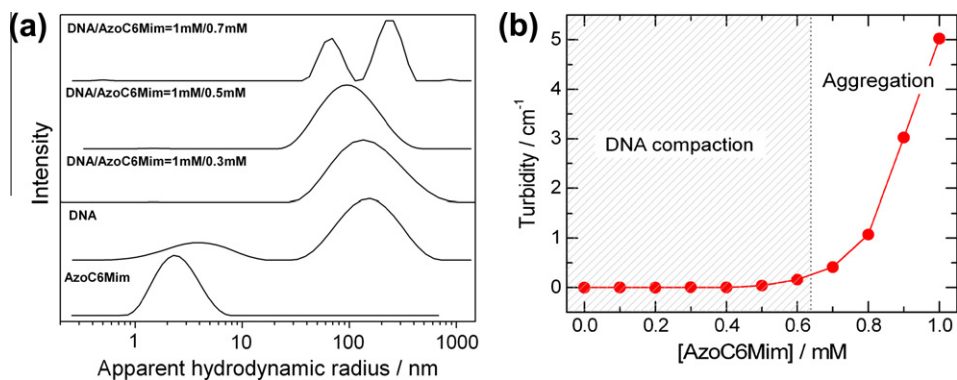 (a)
DNA/AzoC6Mim=1mM/0.7mM
DNA/AzoC6Mim=1mM/0.5mM
DNA/AzoC6Mim=1mM/0.3mM
DNA
AzoC6Mim
Intensity
1 10 100 1000
Apparent hydrodynamic radius / nm
(b)
5
4
3
2
1
0
Turbidity / cm⁻¹
DNA compaction
Aggregation
0.0 0.2 0.4 0.6 0.8 1.0
[AzoC6Mim] / mM